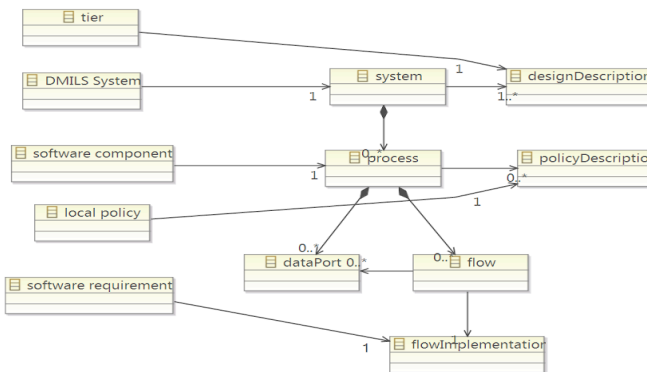 tier
1
DMILS System
system
designDescription
1
1..*
software component
process
0..*
policyDescriptio
1
0..*
local policy
1
0..1
dataPort
0..*
0..
flow
software requirement
1
flowImplementation
1